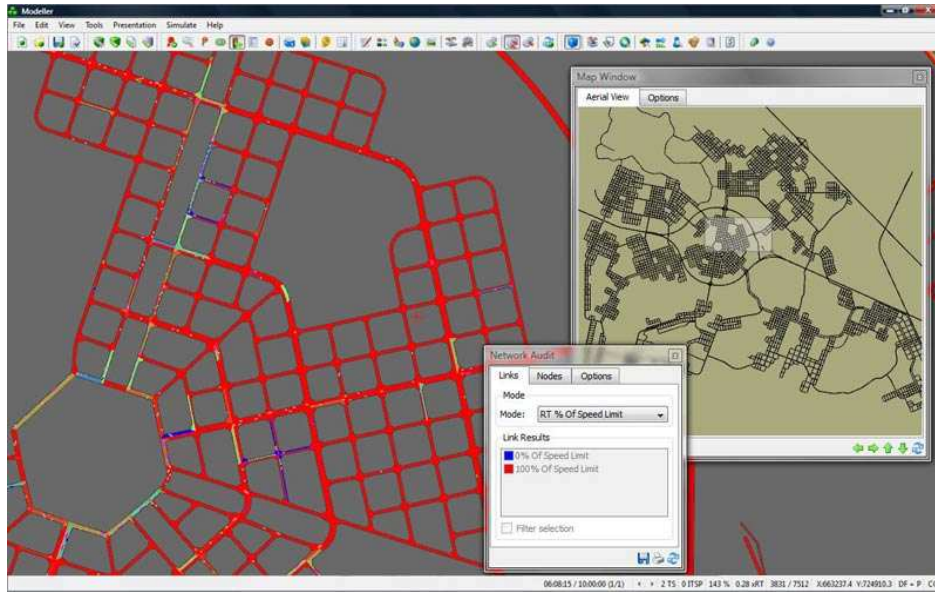 Modeller
File Edit View Tools Presentation Simulate Help
Map Window
Aerial View Options
Network Audit
Links Nodes Options
Mode
Mode: RT % Of Speed Limit
Link Results
0% Of Speed Limit
100% Of Speed Limit
Filter selection
06:08:15 / 10:00:00 (1/1) 2 TS 0 ITSP 143 % 0.28 xRT 3831 / 7512 X:663237.4 Y:724910.3 DF + P